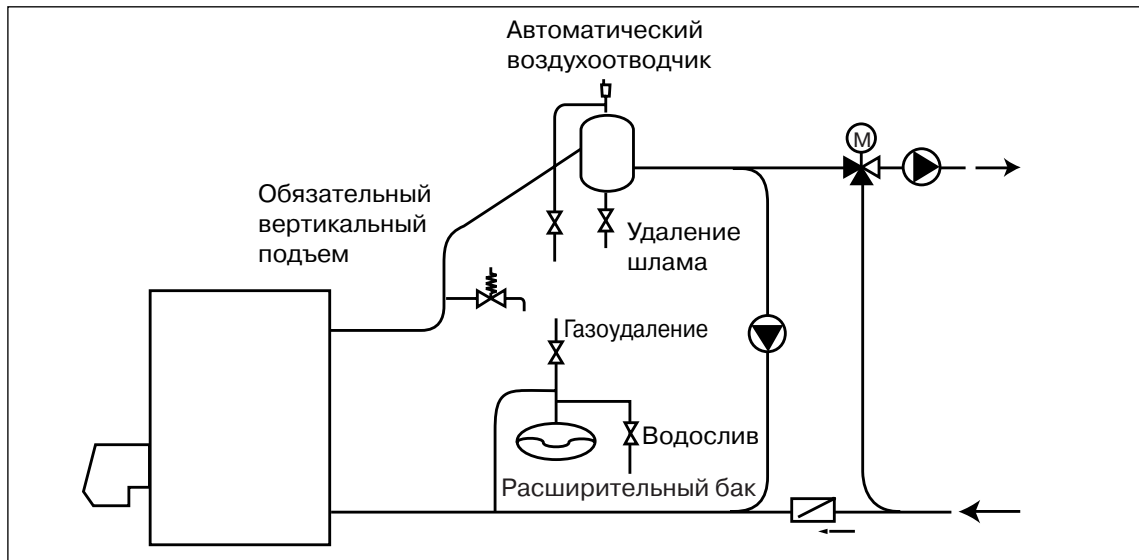 Автоматический
воздухоотводчик
М
Обязательный
вертикальный
подъем
Удаление
шлама
Газоудаление
Водослив
Расширительный бак